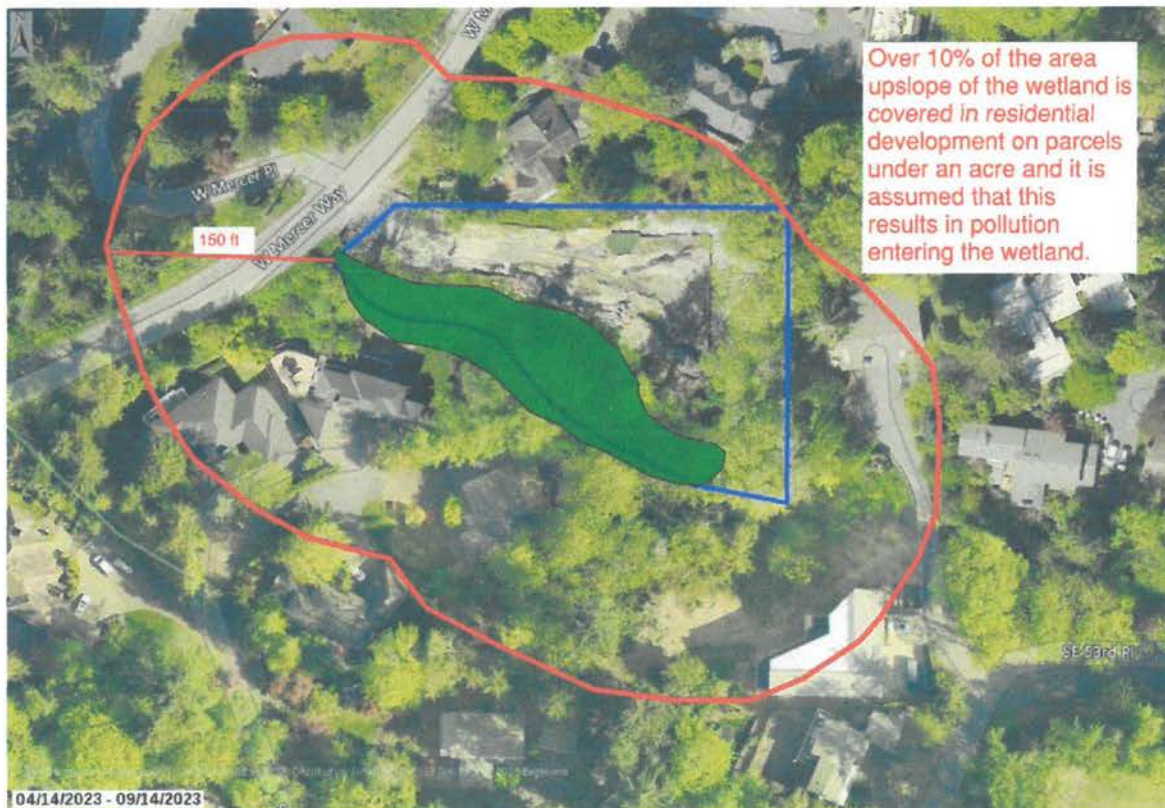 Over 10% of the area
upslope of the wetland is
covered in residential
development on parcels
under an acre and it is
assumed that this
results in pollution
entering the wetland.
W M
W Mercer Pl
W Mercer Way
150 ft
SE 53rd Pl
04/14/2023 - 09/14/2023